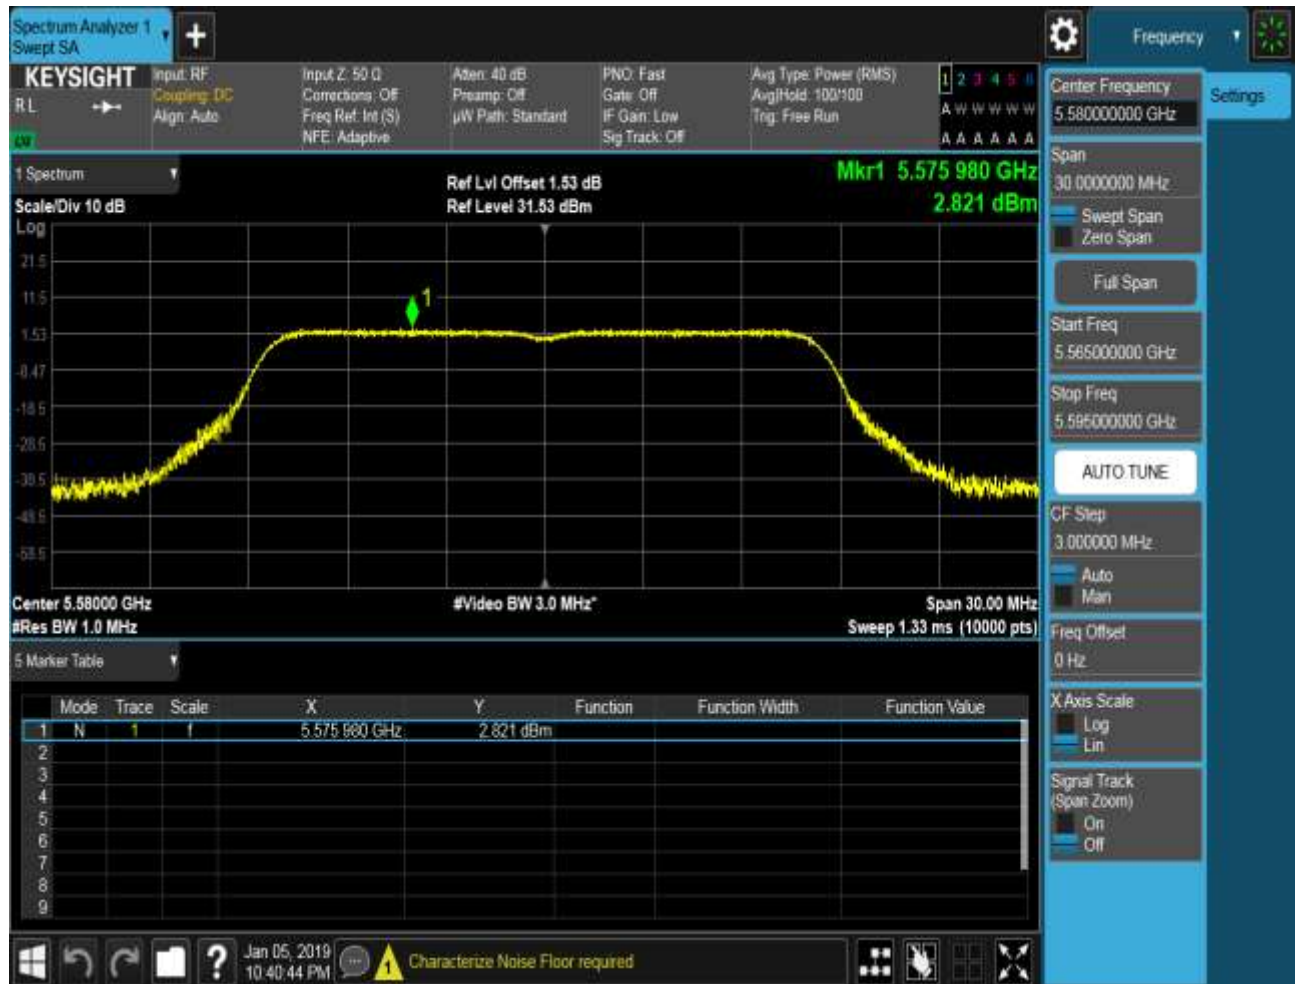 Spectrum Analyzer 1
Swept SA
+
Frequency
KEYSIGHT
RL
Input: RF
Coupling: DC
Align: Auto
Input Z: 50 Ω
Corrections: Off
Freq Ref: Int (S)
NFE: Adaptive
Atten: 40 dB
Preamp: Off
µW Path: Standard
PNO: Fast
Gate: Off
IF Gain: Low
Sig Track: Off
Avg Type: Power (RMS)
Avg|Hold: 100/100
Trig: Free Run
1 2 3 4 5 6
A W W W W W
A A A A A A
1 Spectrum
Scale/Div 10 dB
Ref Lvl Offset 1.53 dB
Ref Level 31.53 dBm
Mkr1 5.575 980 GHz
2.821 dBm
Log
21.5
11.5
1.53
-8.47
-18.5
-28.5
-38.5
-48.5
-58.5
1
Center 5.58000 GHz
#Res BW 1.0 MHz
#Video BW 3.0 MHz*
Span 30.00 MHz
Sweep 1.33 ms (10000 pts)
5 Marker Table
Mode Trace Scale X Y Function Function Width Function Value
1 N 1 f 5.575 980 GHz 2.821 dBm
2
3
4
5
6
7
8
9
Jan 05, 2019
10:40:44 PM
?
1
Characterize Noise Floor required
Center Frequency
5.580000000 GHz
Settings
Span
30.0000000 MHz
Swept Span
Zero Span
Full Span
Start Freq
5.565000000 GHz
Stop Freq
5.595000000 GHz
AUTO TUNE
CF Step
3.000000 MHz
Auto
Man
Freq Offset
0 Hz
X Axis Scale
Log
Lin
Signal Track
(Span Zoom)
On
Off